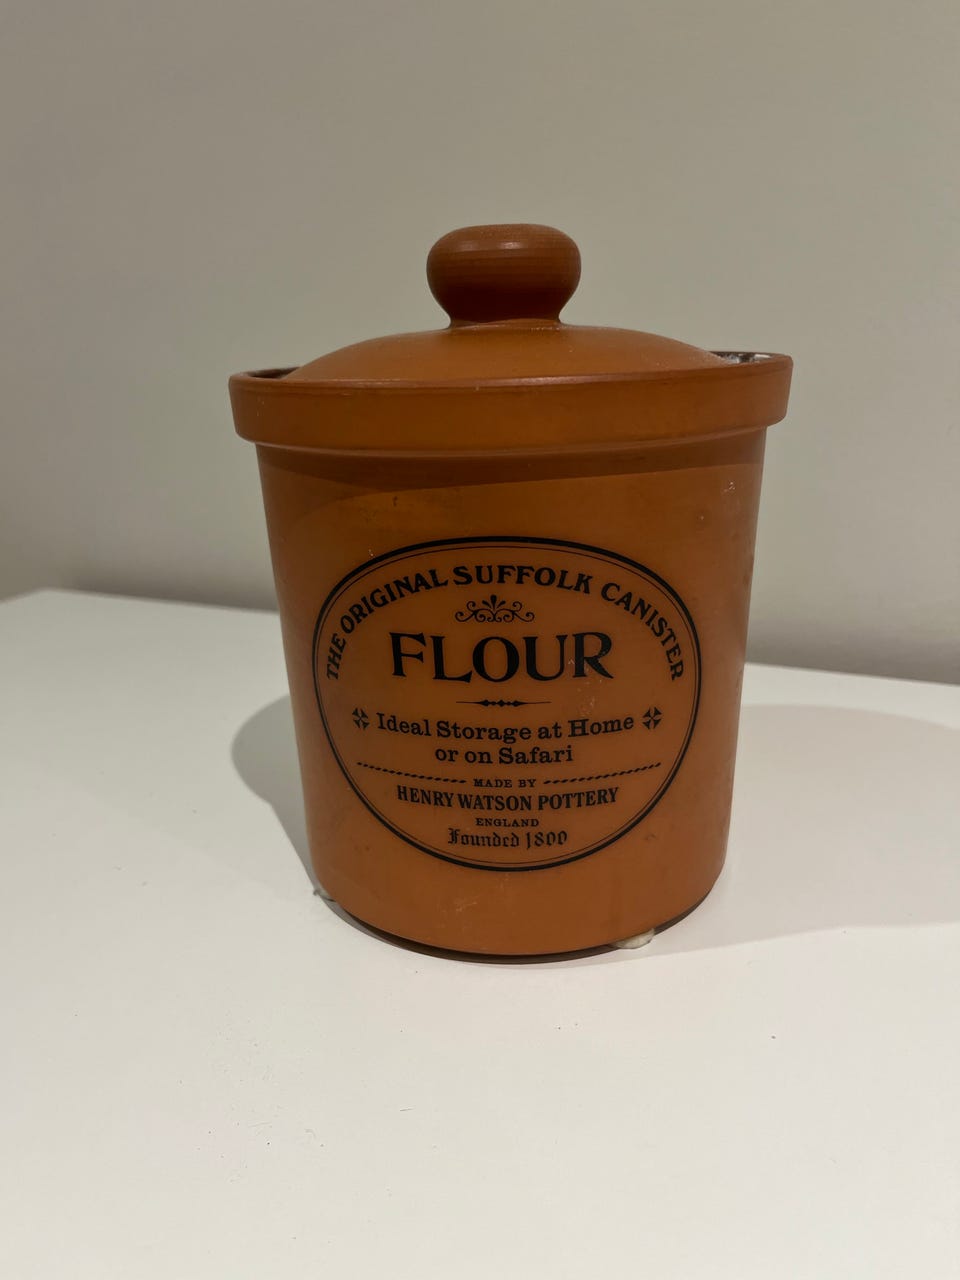 THE ORIGINAL SUFFOLK CANISTER
FLOUR
Ideal Storage at Home
or on Safari
MADE BY
HENRY WATSON POTTERY
ENGLAND
Founded 1800